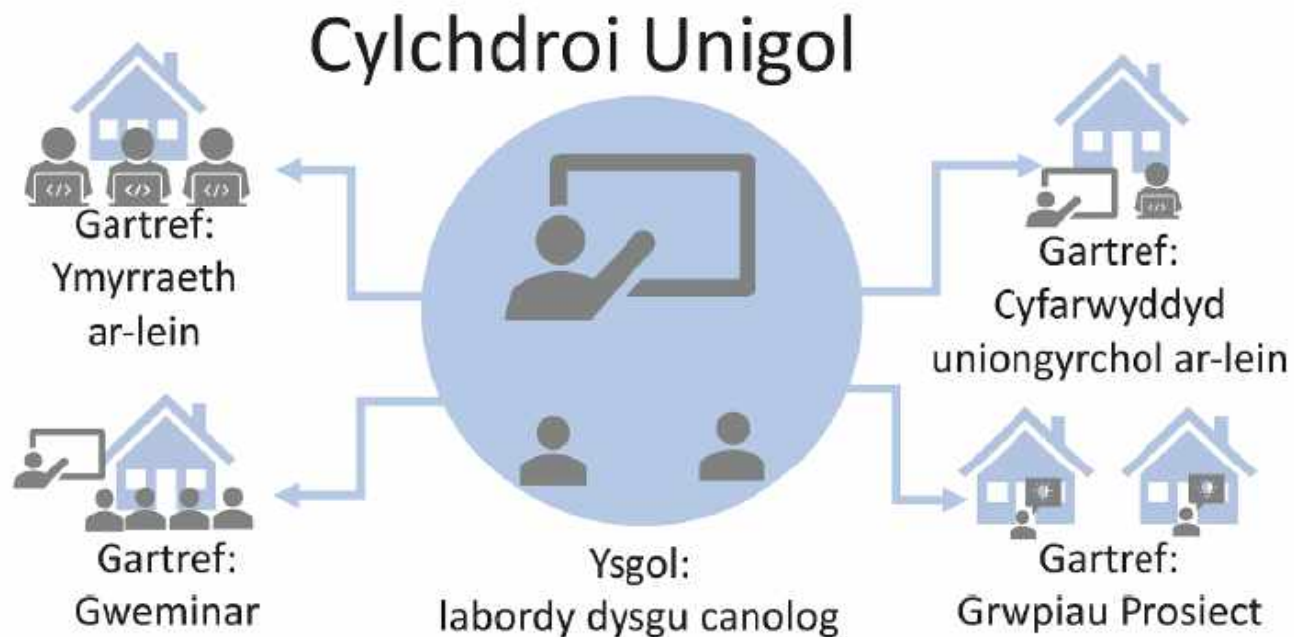 Cylchdroi Unigol
Gartref:
Ymyrraeth
ar-lein
Gartref:
Cyfarwyddyd
uniongyrchol ar-lein
Gartref:
Gweminar
Ysgol:
labordy dysgu canolog
Gartref:
Grwpiau Prosiect